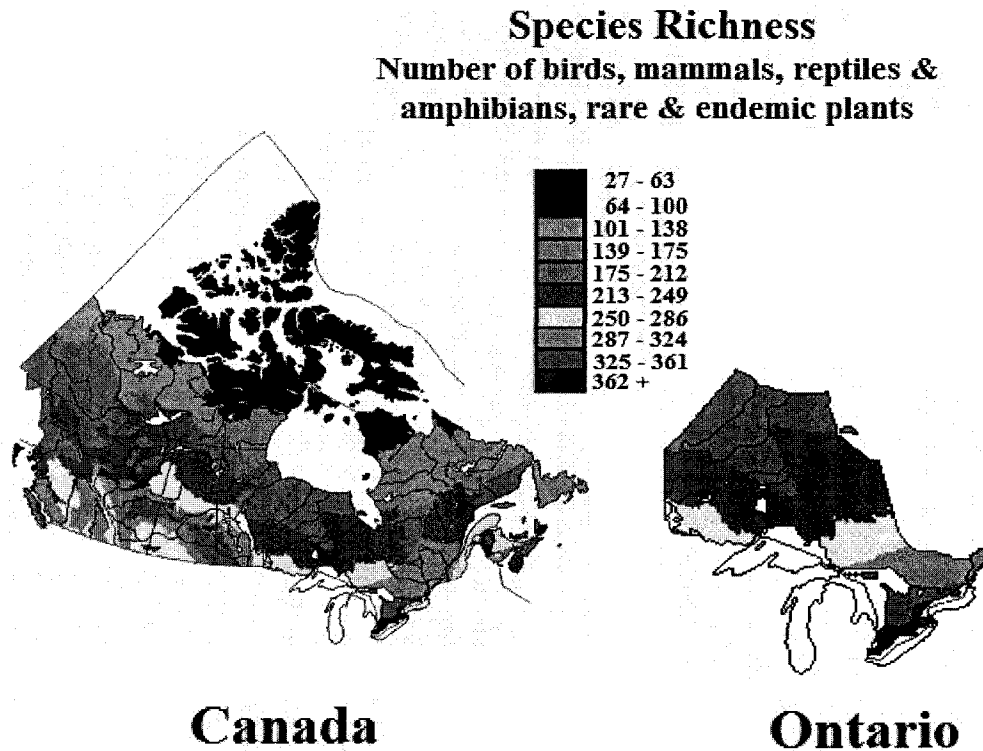 Species Richness
Number of birds, mammals, reptiles &
amphibians, rare & endemic plants
27 - 63
64 - 100
101 - 138
139 - 175
175 - 212
213 - 249
250 - 286
287 - 324
325 - 361
362 +
Canada
Ontario